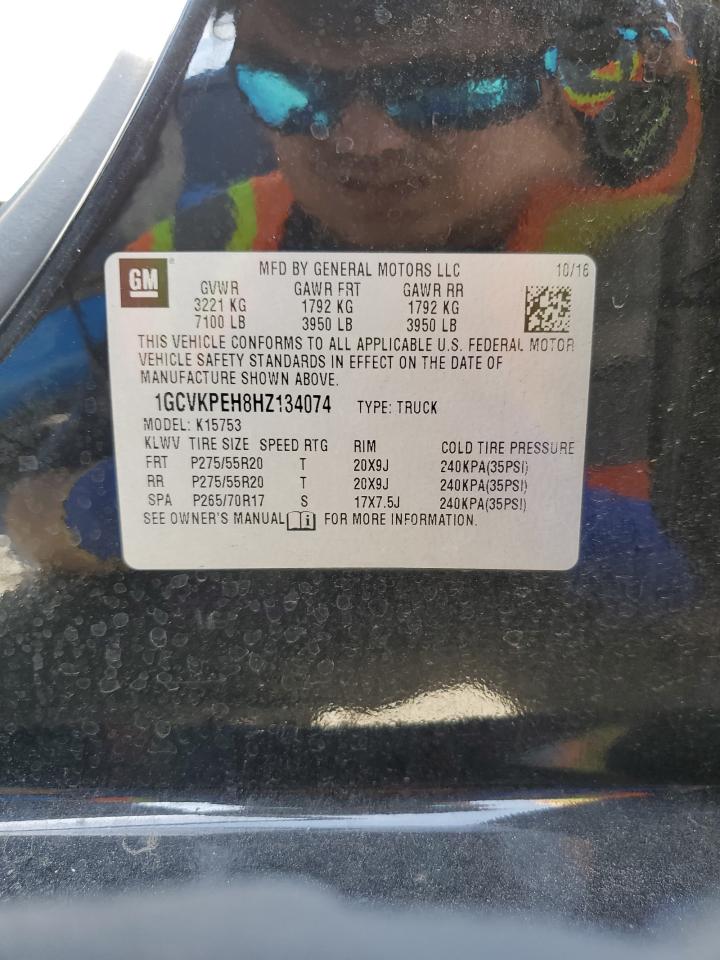 GM
MFD BY GENERAL MOTORS LLC 10/16
GVWR GAWR FRT GAWR RR
3221 KG 1792 KG 1792 KG
7100 LB 3950 LB 3950 LB
THIS VEHICLE CONFORMS TO ALL APPLICABLE U.S. FEDERAL MOTOR
VEHICLE SAFETY STANDARDS IN EFFECT ON THE DATE OF
MANUFACTURE SHOWN ABOVE.
1GCVKPEH8HZ134074 TYPE: TRUCK
MODEL: K15753
KLWV TIRE SIZE SPEED RTG RIM COLD TIRE PRESSURE
FRT P275/55R20 T 20X9J 240KPA(35PSI)
RR P275/55R20 T 20X9J 240KPA(35PSI)
SPA P265/70R17 S 17X7.5J 240KPA(35PSI)
SEE OWNER'S MANUAL i FOR MORE INFORMATION.